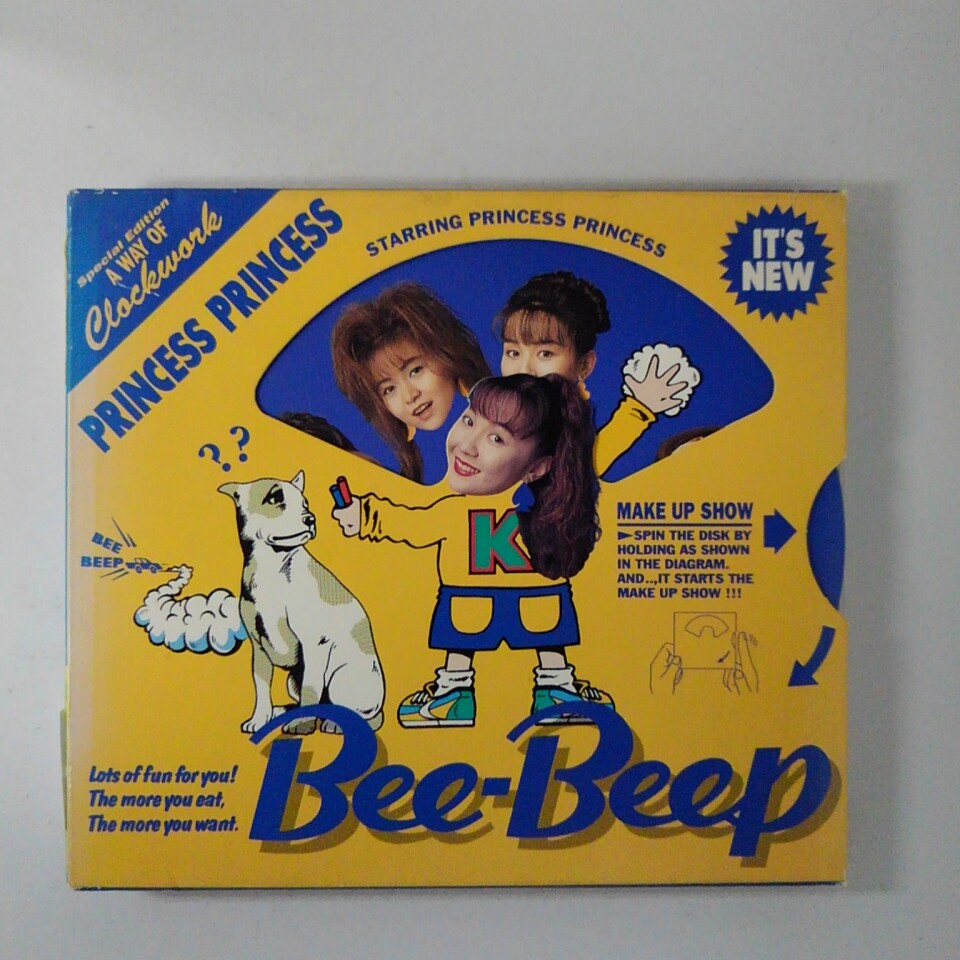 Special Edition
A WAY OF
Clockwork
PRINCESS PRINCESS
STARRING PRINCESS PRINCESS
IT'S
NEW
??
BEE
BEEP
K
MAKE UP SHOW
►SPIN THE DISK BY
HOLDING AS SHOWN
IN THE DIAGRAM.
AND..,IT STARTS THE
MAKE UP SHOW !!!
Lots of fun for you!
The more you eat,
The more you want.
Bee-Beep